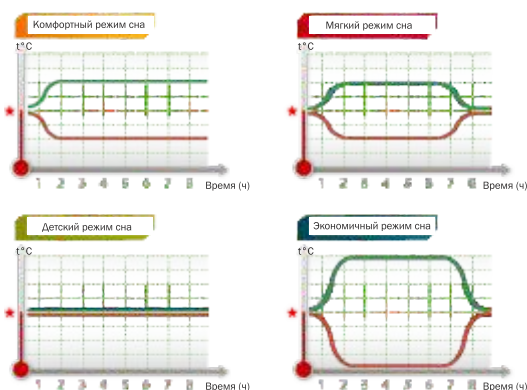 Комфортный режим сна
t°C
1 2 3 4 5 6 7 8 Время (ч)
Мягкий режим сна
t°C
1 2 3 4 5 6 7 8 Время (ч)
Детский режим сна
t°C
1 2 3 4 5 6 7 8 Время (ч)
Экономичный режим сна
t°C
1 2 3 4 5 6 7 8 Время (ч)